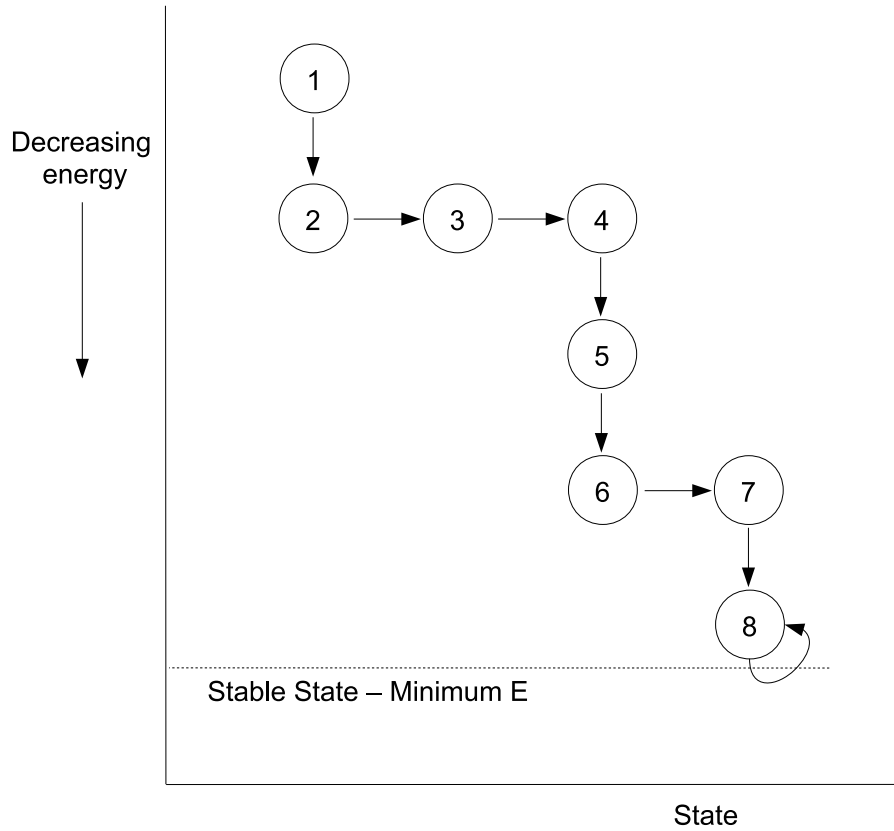 1
Decreasing
energy
2 3 4
5
6 7
8
Stable State – Minimum E
State